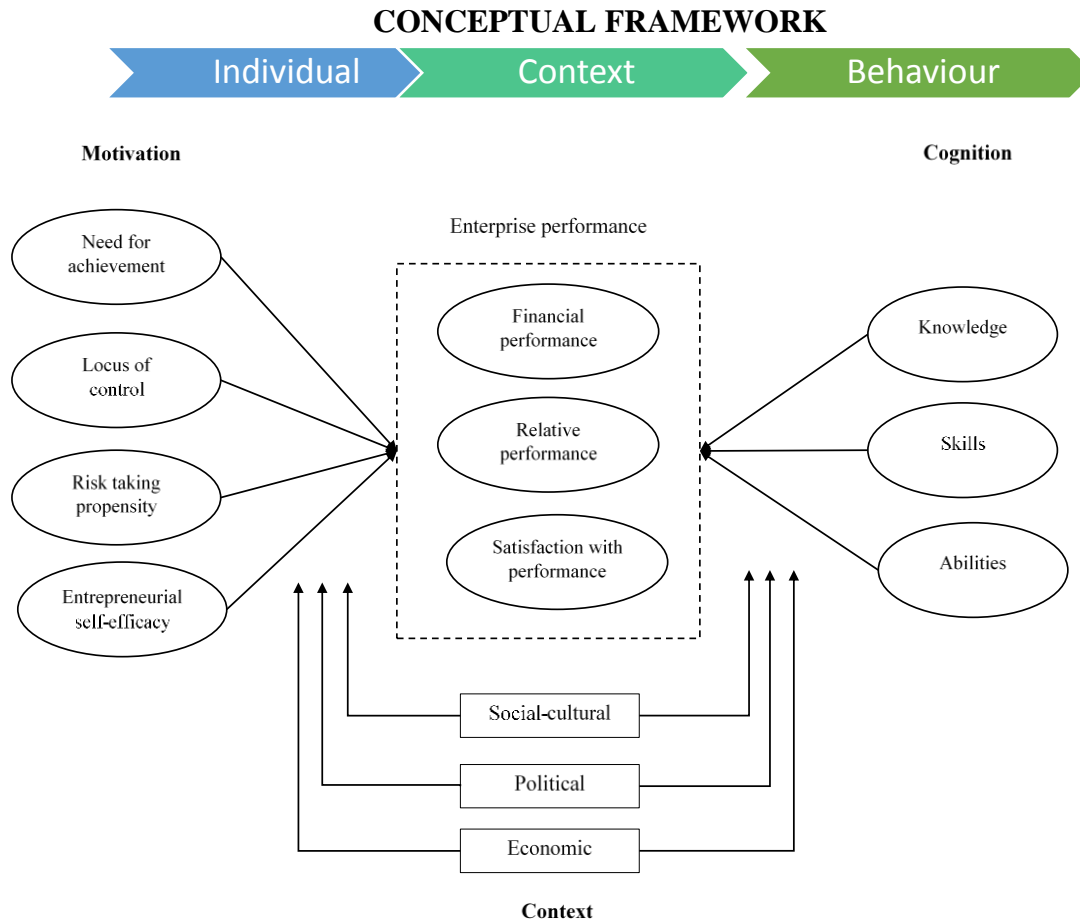 CONCEPTUAL FRAMEWORK
Individual
Context
Behaviour
Motivation
Cognition
Enterprise performance
Need for
achievement
Locus of
control
Risk taking
propensity
Entrepreneurial
self-efficacy
Financial
performance
Relative
performance
Satisfaction with
performance
Knowledge
Skills
Abilities
Social-cultural
Political
Economic
Context